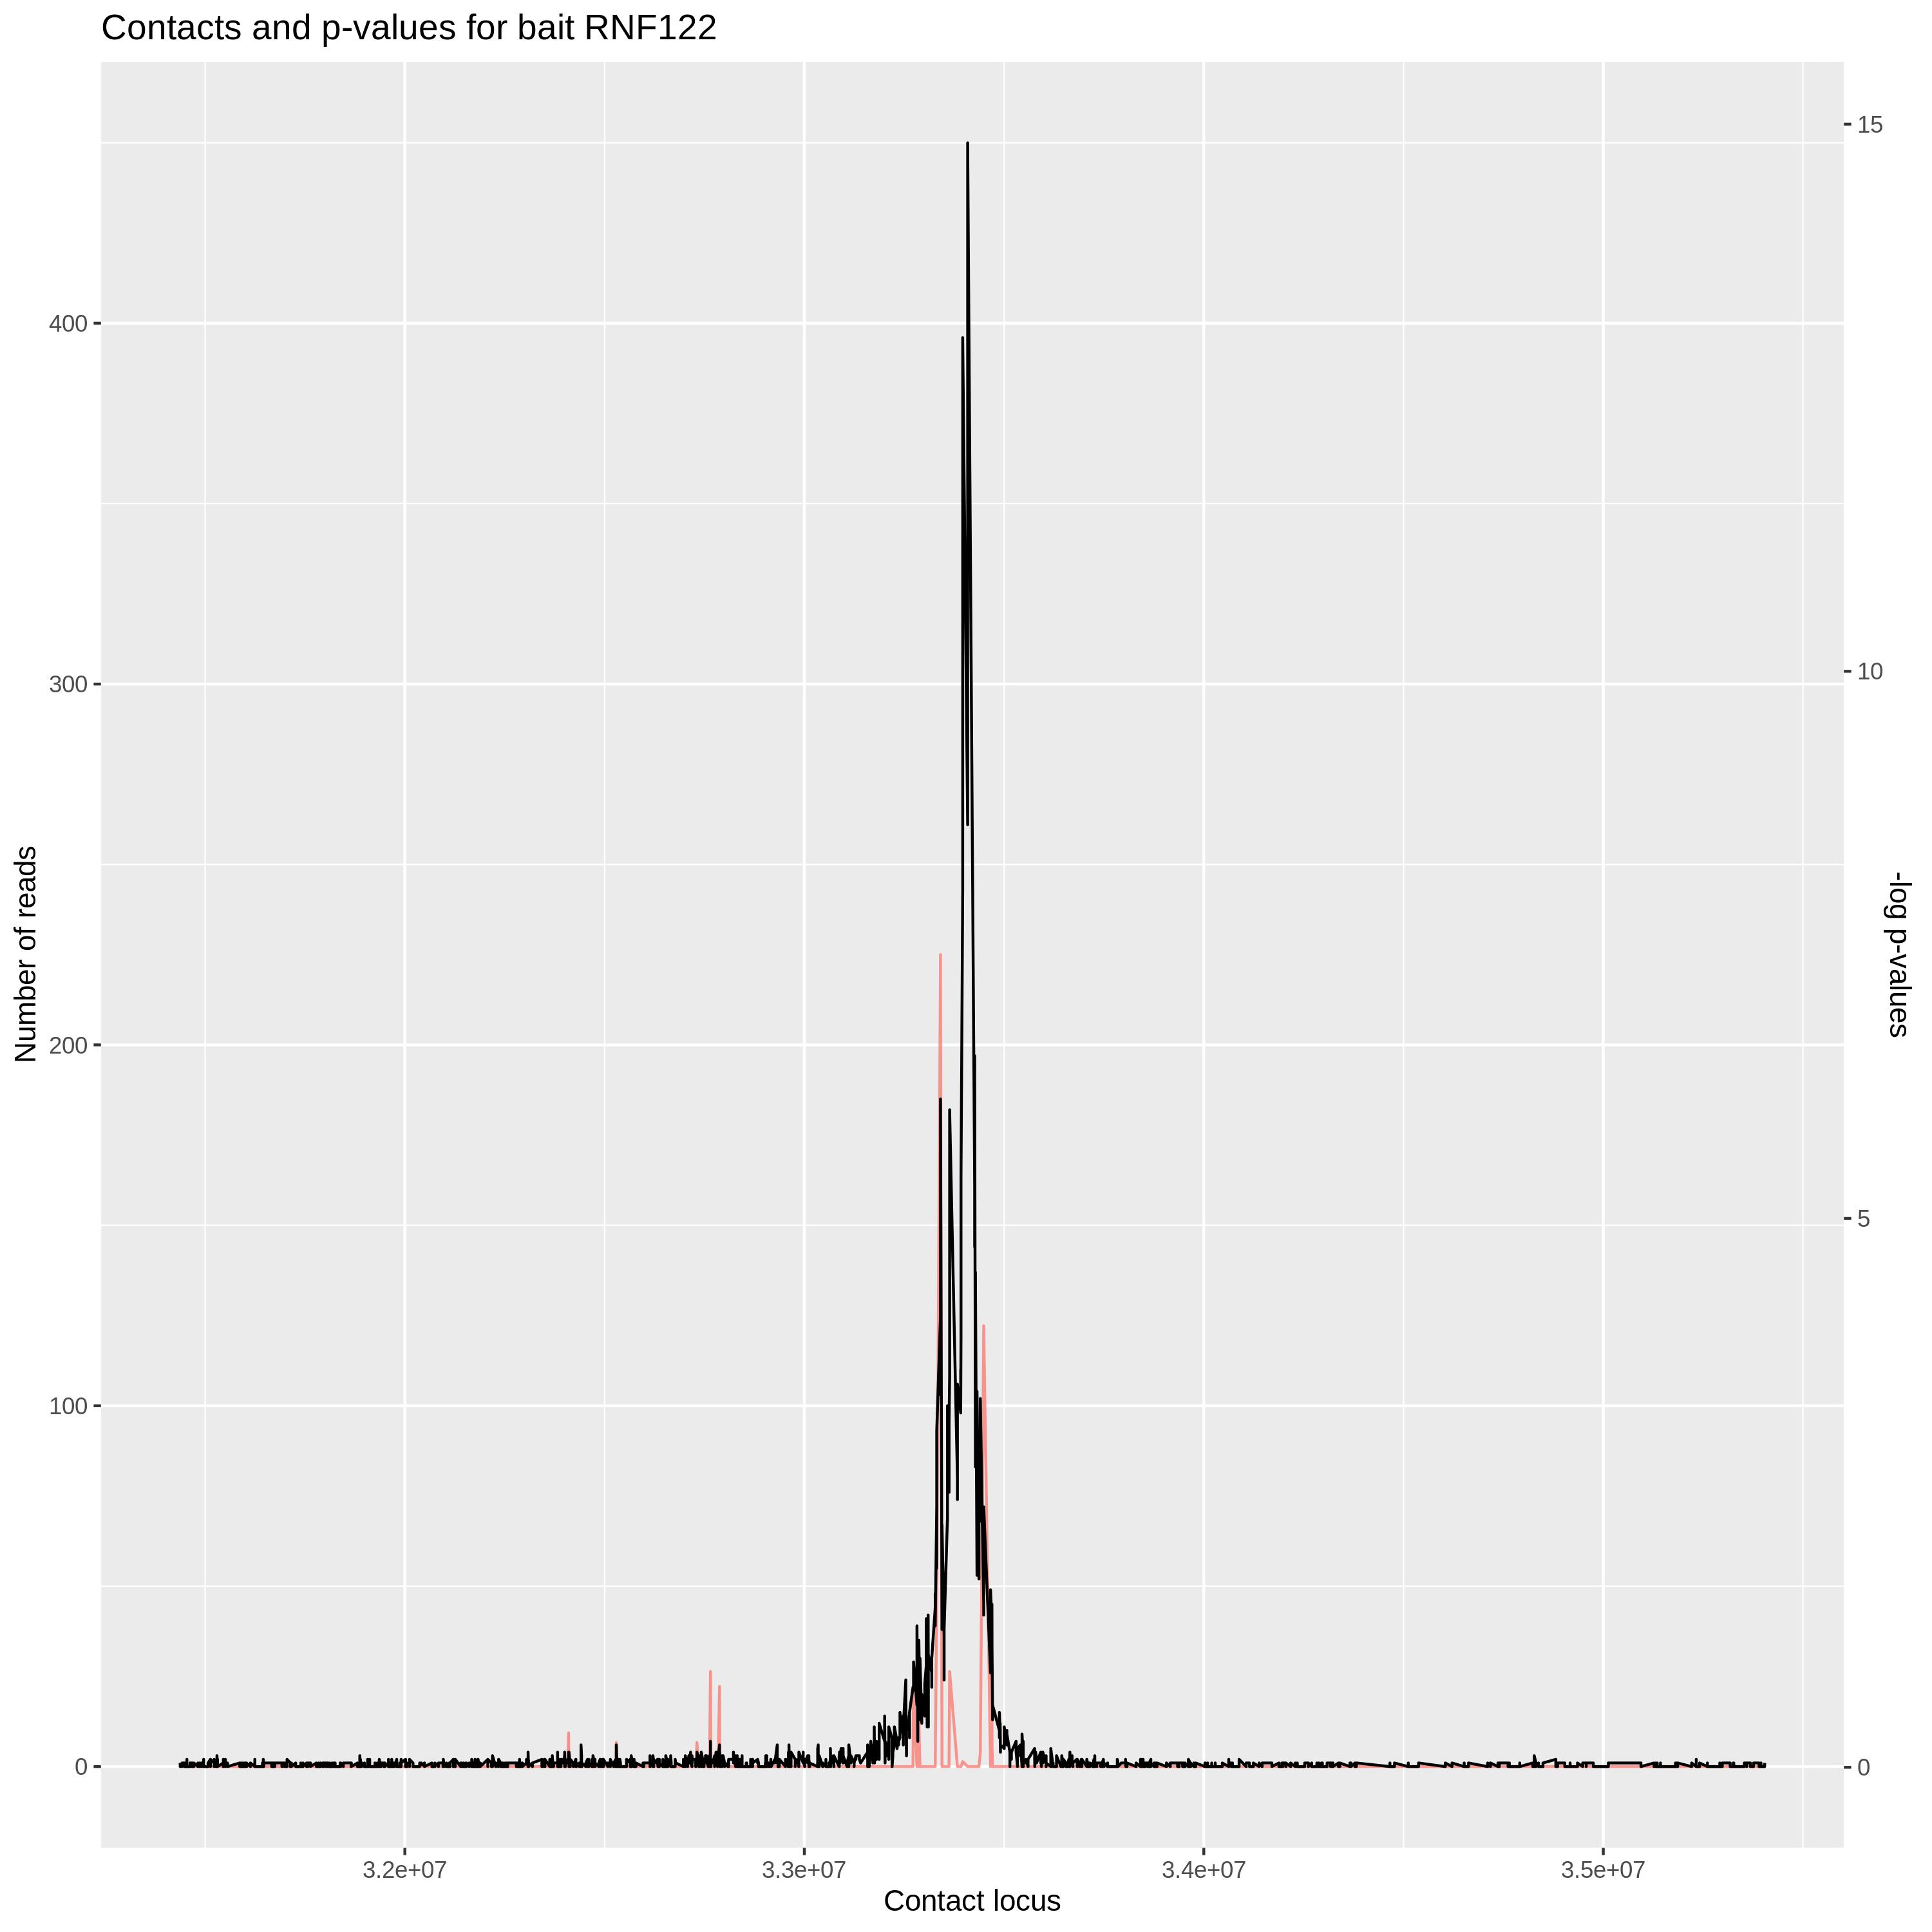 Contacts and p-values for bait RNF122
Number of reads
400
300
200
100
0
15
10
5
0
-log p-values
3.2e+07
3.3e+07
3.4e+07
3.5e+07
Contact locus